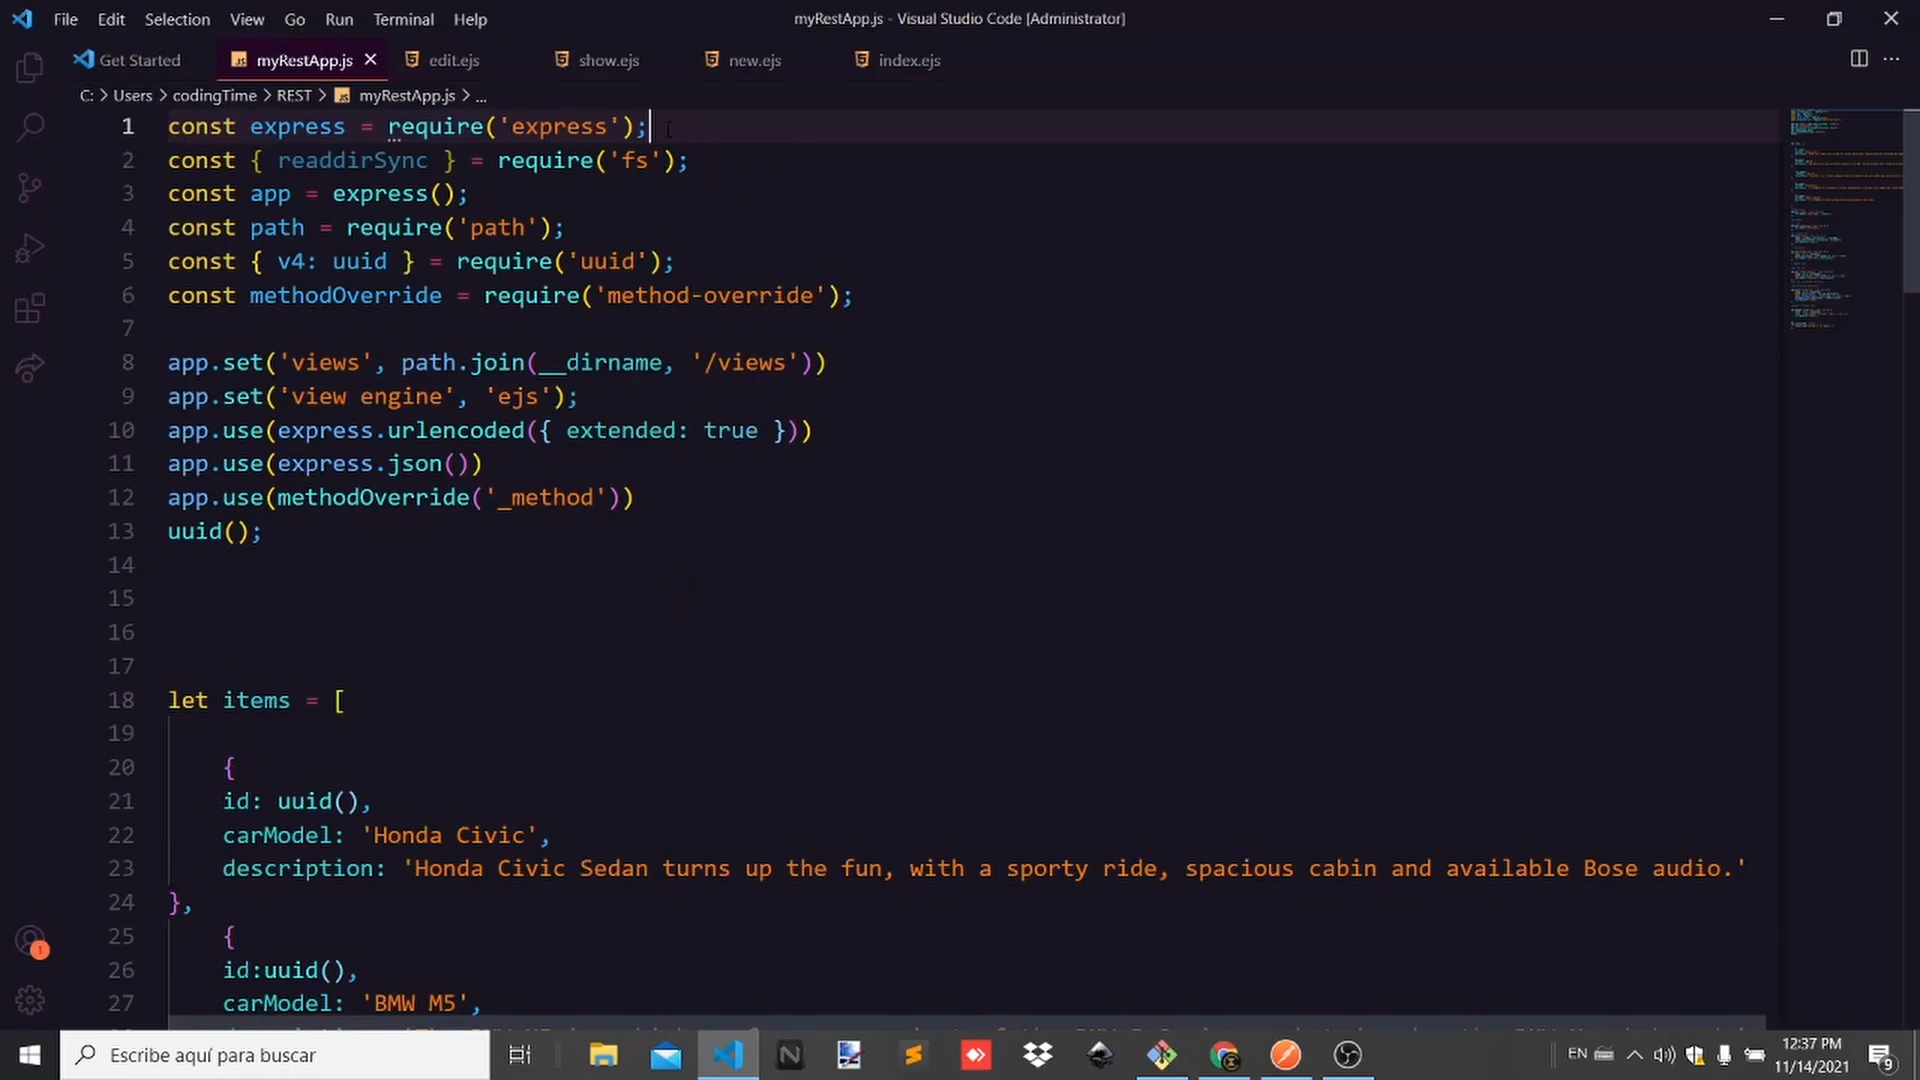 File Edit Selection View Go Run Terminal Help
myRestApp.js - Visual Studio Code [Administrator]
Get Started
myRestApp.js
edit.ejs
show.ejs
new.ejs
index.ejs
C: > Users > codingTime > REST > myRestApp.js > ...
1 const express = require('express');
2 const { readdirSync } = require('fs');
3 const app = express();
4 const path = require('path');
5 const { v4: uuid } = require('uuid');
6 const methodOverride = require('method-override');
7
8 app.set('views', path.join(__dirname, '/views'))
9 app.set('view engine', 'ejs');
10 app.use(express.urlencoded({ extended: true }))
11 app.use(express.json())
12 app.use(methodOverride('_method'))
13 uuid();
14
15
16
17
18 let items = [
19
20 {
21 id: uuid(),
22 carModel: 'Honda Civic',
23 description: 'Honda Civic Sedan turns up the fun, with a sporty ride, spacious cabin and available Bose audio.'
24 },
25 {
26 id:uuid(),
27 carModel: 'BMW M5',
1
Escribe aquí para buscar
EN
12:37 PM
11/14/2021
9